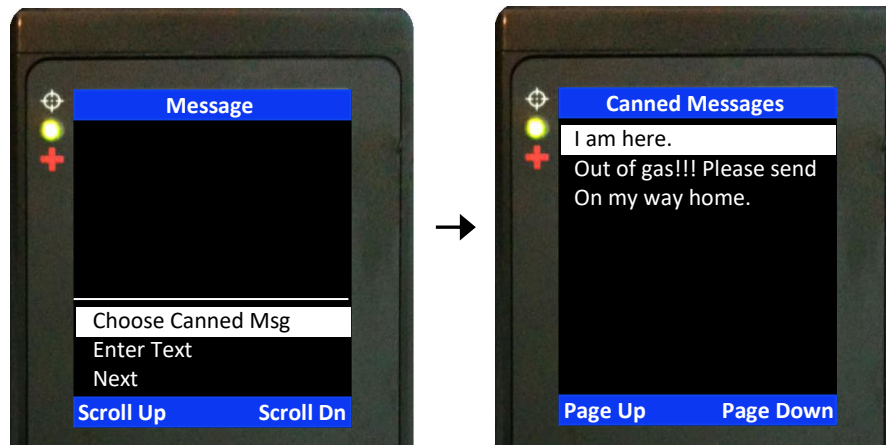 Message
Choose Canned Msg
Enter Text
Next
Scroll Up Scroll Dn
Canned Messages
I am here.
Out of gas!!! Please send
On my way home.
Page Up Page Down